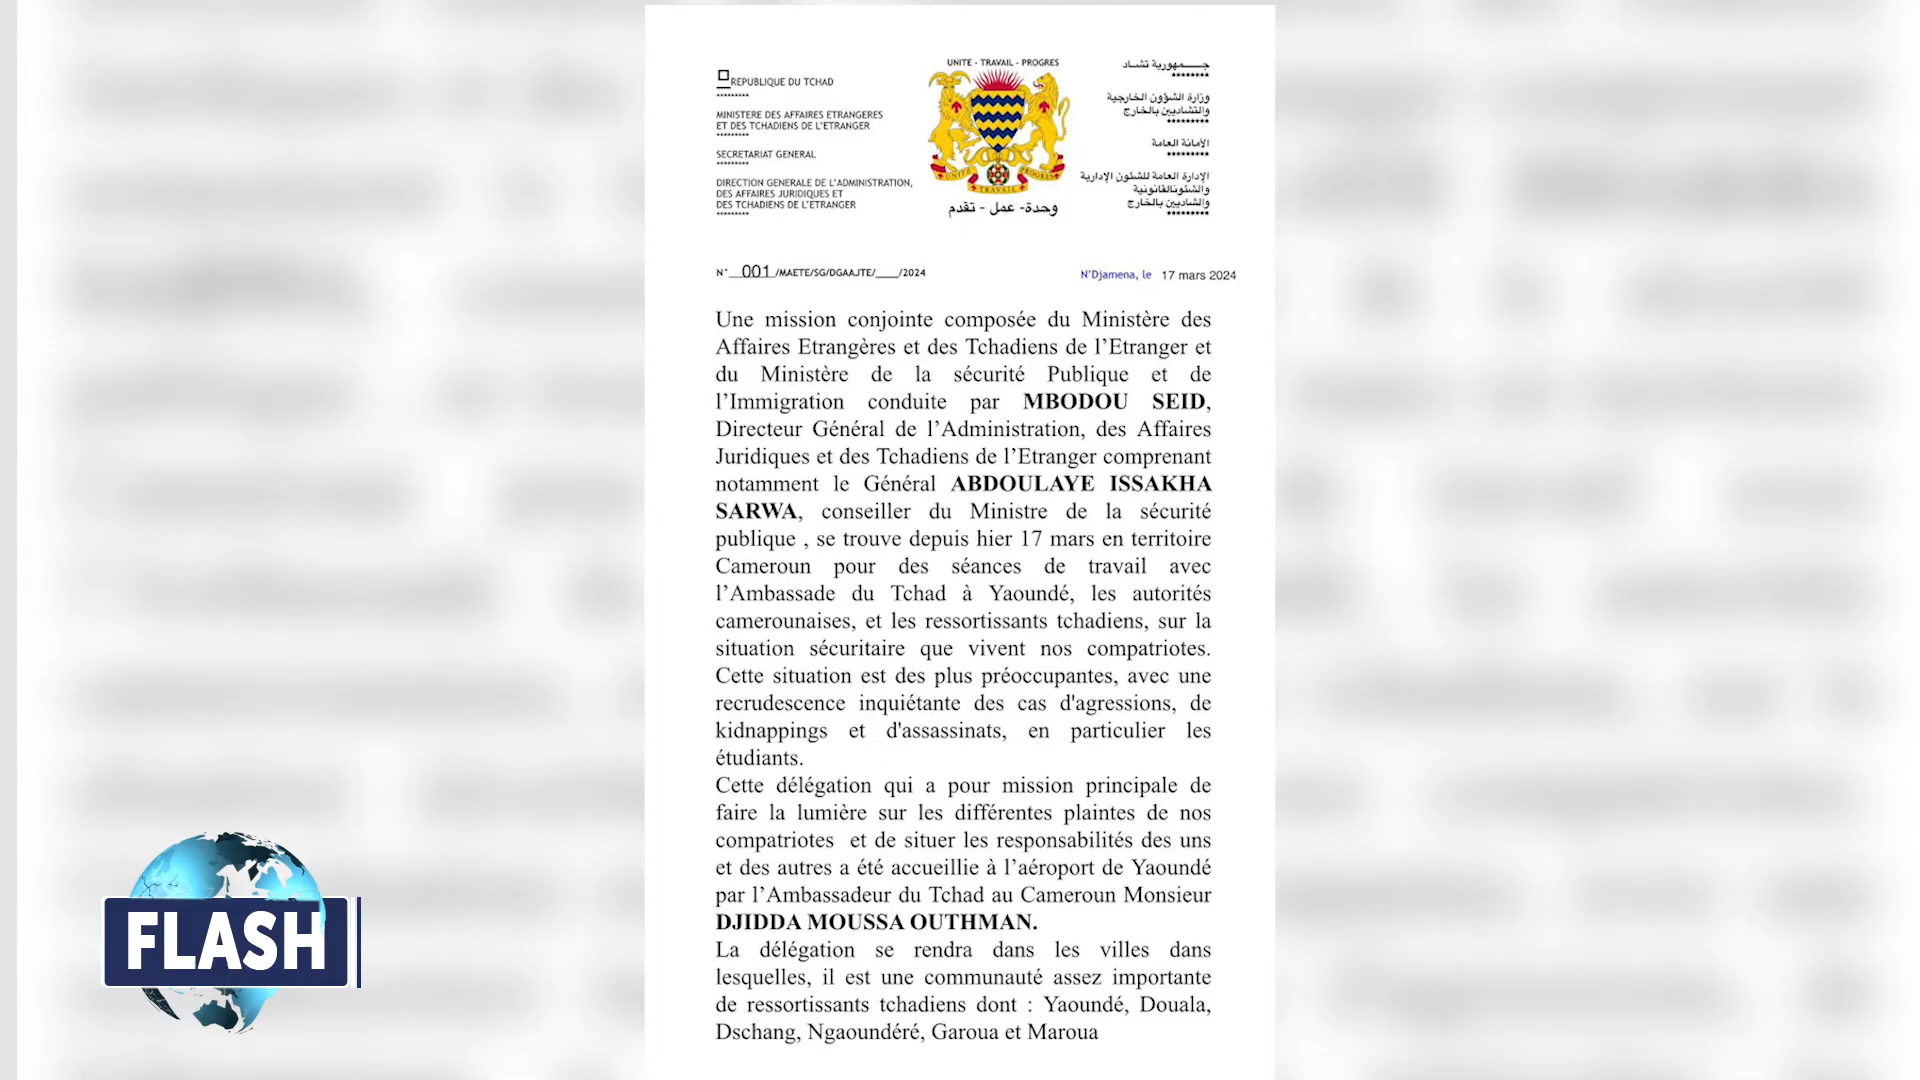 REPUBLIQUE DU TCHAD
*********
MINISTERE DES AFFAIRES ETRANGERES
ET DES TCHADIENS DE L'ETRANGER
*********
SECRETARIAT GENERAL
*********
DIRECTION GENERALE DE L'ADMINISTRATION,
DES AFFAIRES JURIDIQUES ET
DES TCHADIENS DE L'ETRANGER
*********
UNITE - TRAVAIL - PROGRES
UNITE TRAVAIL PROGRES
وحدة- عمل - تقدم
جـــمهورية تشـاد
*********
وزارة الشؤون الخارجية
والتشاديين بالخارج
*********
الأمانة العامة
*********
الإدارة العامة للشئون الإدارية
والشئونالقانونية
والشاديين بالخارج
*********
N°__001_/MAETE/SG/DGAAJTE/____/2024
N'Djamena, le 17 mars 2024
Une mission conjointe composée du Ministère des
Affaires Etrangères et des Tchadiens de l'Etranger et
du Ministère de la sécurité Publique et de
l'Immigration conduite par MBODOU SEID,
Directeur Général de l'Administration, des Affaires
Juridiques et des Tchadiens de l'Etranger comprenant
notamment le Général ABDOULAYE ISSAKHA
SARWA, conseiller du Ministre de la sécurité
publique , se trouve depuis hier 17 mars en territoire
Cameroun pour des séances de travail avec
l'Ambassade du Tchad à Yaoundé, les autorités
camerounaises, et les ressortissants tchadiens, sur la
situation sécuritaire que vivent nos compatriotes.
Cette situation est des plus préoccupantes, avec une
recrudescence inquiétante des cas d'agressions, de
kidnappings et d'assassinats, en particulier les
étudiants.
Cette délégation qui a pour mission principale de
faire la lumière sur les différentes plaintes de nos
compatriotes et de situer les responsabilités des uns
et des autres a été accueillie à l'aéroport de Yaoundé
par l'Ambassadeur du Tchad au Cameroun Monsieur
DJIDDA MOUSSA OUTHMAN.
La délégation se rendra dans les villes dans
lesquelles, il est une communauté assez importante
de ressortissants tchadiens dont : Yaoundé, Douala,
Dschang, Ngaoundéré, Garoua et Maroua
FLASH